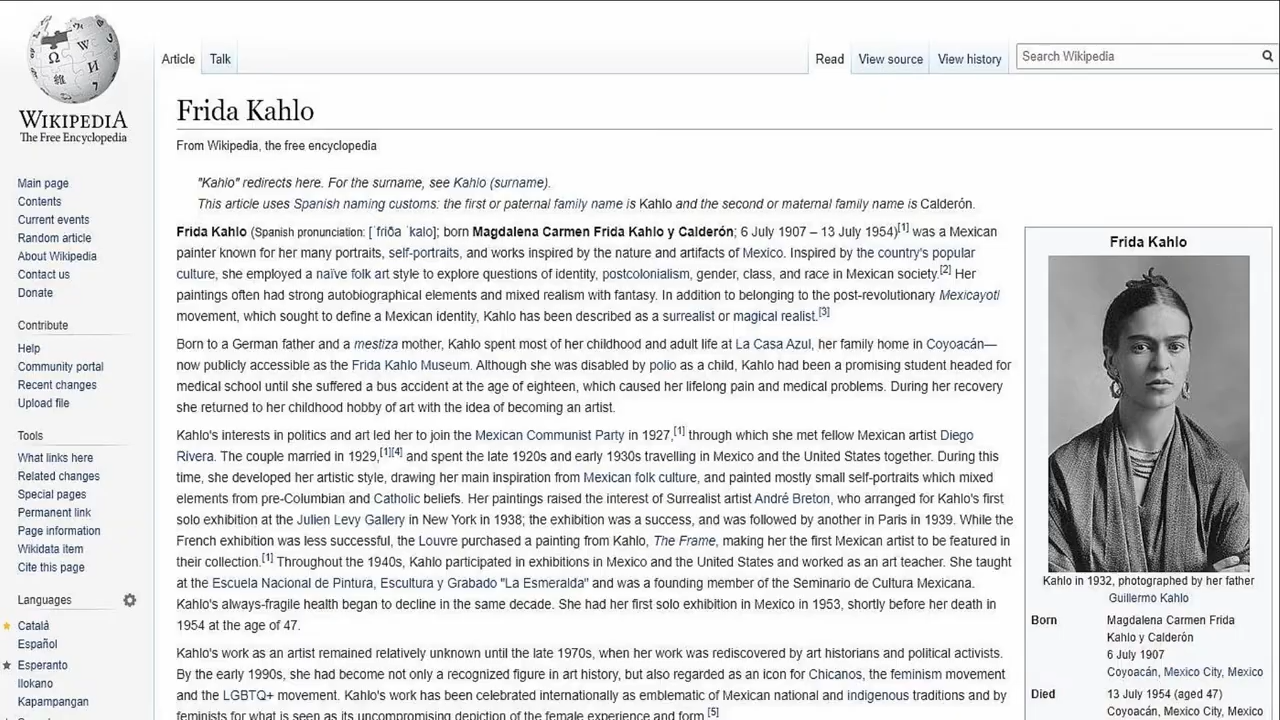 WIKIPEDIA
The Free Encyclopedia
Main page
Contents
Current events
Random article
About Wikipedia
Contact us
Donate
Contribute
Help
Community portal
Recent changes
Upload file
Tools
What links here
Related changes
Special pages
Permanent link
Page information
Wikidata item
Cite this page
Languages
Català
Español
Esperanto
Ilokano
Kapampangan
Article Talk Read View source View history Search Wikipedia
Frida Kahlo
From Wikipedia, the free encyclopedia
"Kahlo" redirects here. For the surname, see Kahlo (surname).
This article uses Spanish naming customs: the first or paternal family name is Kahlo and the second or maternal family name is Calderón.
Frida Kahlo (Spanish pronunciation: [ˈfriða ˈkalo]; born Magdalena Carmen Frida Kahlo y Calderón; 6 July 1907 – 13 July 1954)[1] was a Mexican
painter known for her many portraits, self-portraits, and works inspired by the nature and artifacts of Mexico. Inspired by the country's popular
culture, she employed a naïve folk art style to explore questions of identity, postcolonialism, gender, class, and race in Mexican society.[2] Her
paintings often had strong autobiographical elements and mixed realism with fantasy. In addition to belonging to the post-revolutionary Mexicayotl
movement, which sought to define a Mexican identity, Kahlo has been described as a surrealist or magical realist.[3]
Born to a German father and a mestiza mother, Kahlo spent most of her childhood and adult life at La Casa Azul, her family home in Coyoacán—
now publicly accessible as the Frida Kahlo Museum. Although she was disabled by polio as a child, Kahlo had been a promising student headed for
medical school until she suffered a bus accident at the age of eighteen, which caused her lifelong pain and medical problems. During her recovery
she returned to her childhood hobby of art with the idea of becoming an artist.
Kahlo's interests in politics and art led her to join the Mexican Communist Party in 1927,[1] through which she met fellow Mexican artist Diego
Rivera. The couple married in 1929,[1][4] and spent the late 1920s and early 1930s travelling in Mexico and the United States together. During this
time, she developed her artistic style, drawing her main inspiration from Mexican folk culture, and painted mostly small self-portraits which mixed
elements from pre-Columbian and Catholic beliefs. Her paintings raised the interest of Surrealist artist André Breton, who arranged for Kahlo's first
solo exhibition at the Julien Levy Gallery in New York in 1938; the exhibition was a success, and was followed by another in Paris in 1939. While the
French exhibition was less successful, the Louvre purchased a painting from Kahlo, The Frame, making her the first Mexican artist to be featured in
their collection.[1] Throughout the 1940s, Kahlo participated in exhibitions in Mexico and the United States and worked as an art teacher. She taught
at the Escuela Nacional de Pintura, Escultura y Grabado "La Esmeralda" and was a founding member of the Seminario de Cultura Mexicana.
Kahlo's always-fragile health began to decline in the same decade. She had her first solo exhibition in Mexico in 1953, shortly before her death in
1954 at the age of 47.
Kahlo's work as an artist remained relatively unknown until the late 1970s, when her work was rediscovered by art historians and political activists.
By the early 1990s, she had become not only a recognized figure in art history, but also regarded as an icon for Chicanos, the feminism movement
and the LGBTQ+ movement. Kahlo's work has been celebrated internationally as emblematic of Mexican national and indigenous traditions and by
feminists for what is seen as its uncompromising depiction of the female experience and form.[5]
Frida Kahlo
Kahlo in 1932, photographed by her father
Guillermo Kahlo
Born Magdalena Carmen Frida
Kahlo y Calderón
6 July 1907
Coyoacán, Mexico City, Mexico
Died 13 July 1954 (aged 47)
Coyoacán, Mexico City, Mexico